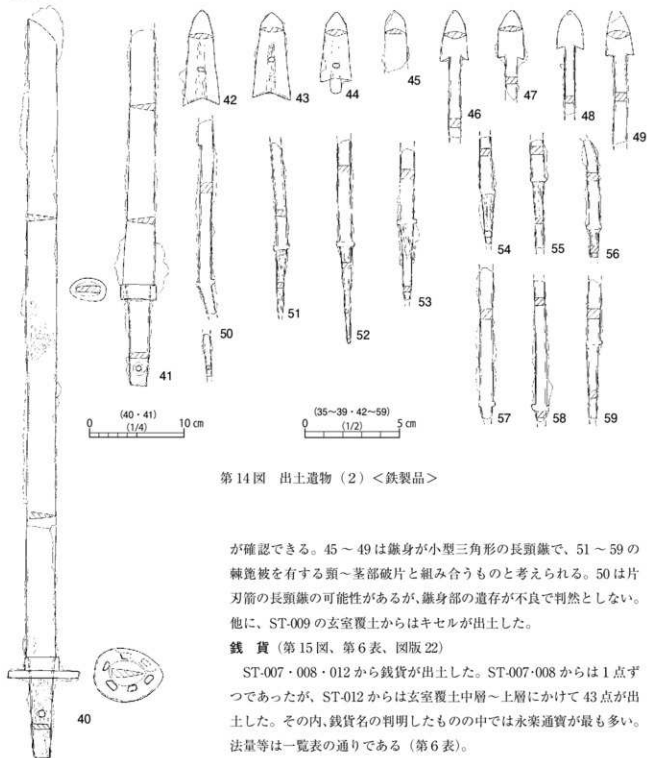 42
43
44
45
46
47
48
49
50
51
52
53
54
55
56
57
58
59
41
40
(40・41)
0 10 cm
(1/4)
(35～39・42～59)
0 5 cm
(1/2)
第14図 出土遺物（2）＜鉄製品＞
が確認できる。45～49は鏃身が小型三角形の長頸鏃で、51～59の
棘箆被を有する頸～茎部破片と組み合うものと考えられる。50は片
刃箭の長頸鏃の可能性があるが、鏃身部の遺存が不良で判然としない。
他に、ST-009の玄室覆土からはキセルが出土した。
銭 貨（第15図、第6表、図版22）
ST-007・008・012から銭貨が出土した。ST-007･008からは1点ず
つであったが、ST-012からは玄室覆土中層～上層にかけて43点が出
土した。その内、銭貨名の判明したものの中では永楽通寳が最も多い。
法量等は一覧表の通りである（第6表）。